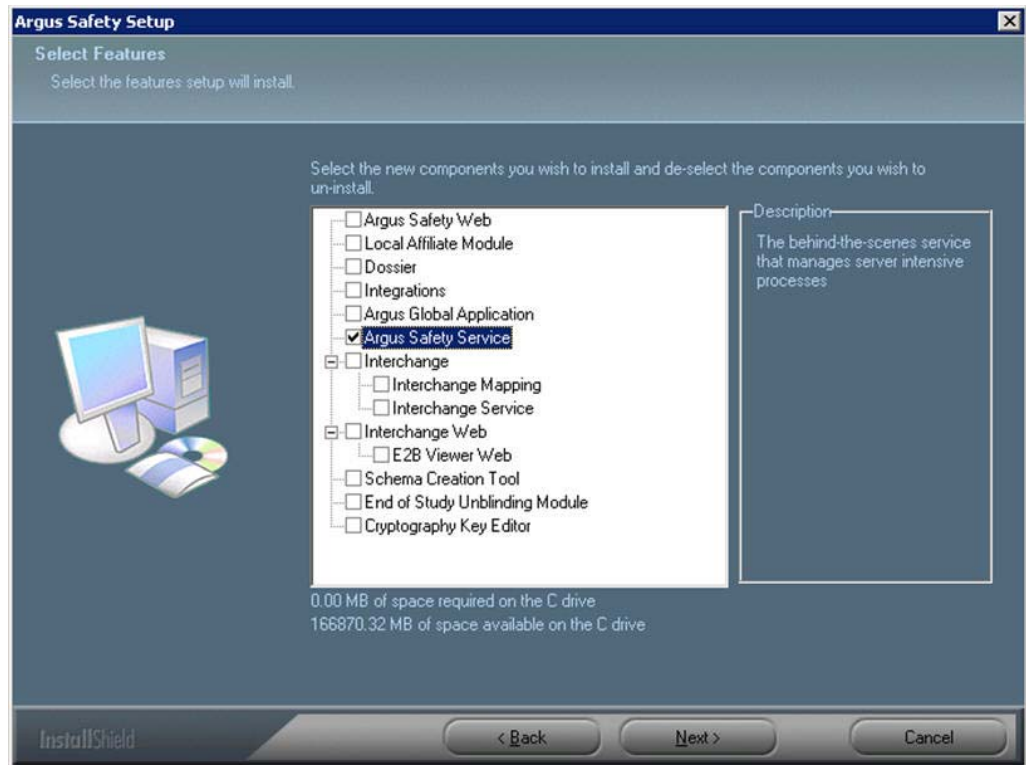 Argus Safety Setup
Select Features
Select the features setup will install.
Select the new components you wish to install and de-select the components you wish to
un-install.
Argus Safety Web
Local Affiliate Module
Dossier
Integrations
Argus Global Application
Argus Safety Service
Interchange
Interchange Mapping
Interchange Service
Interchange Web
E2B Viewer Web
Schema Creation Tool
End of Study Unblinding Module
Cryptography Key Editor
Description
The behind-the-scenes service
that manages server intensive
processes
0.00 MB of space required on the C drive
166870.32 MB of space available on the C drive
InstallShield
< Back
Next >
Cancel